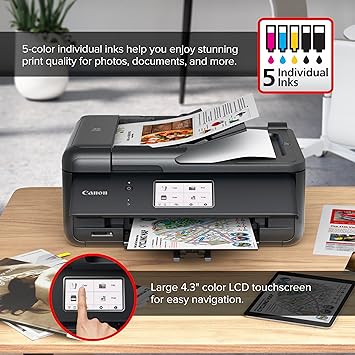 5-color individual inks help you enjoy stunning
print quality for photos, documents, and more.
5 Individual
Inks
Canon
Large 4.3" color LCD touchscreen
for easy navigation.